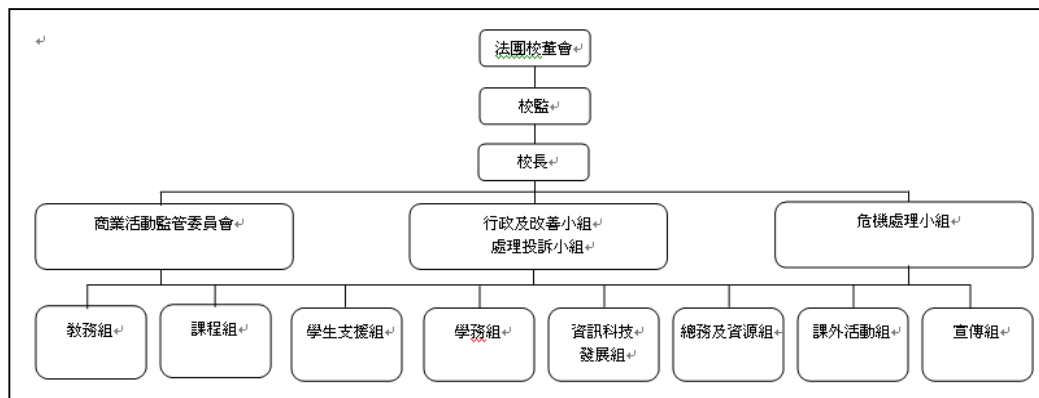 法團校董會
校監
校長
商業活動監管委員會
行政及改善小組
處理投訴小組
危機處理小組
教務組
課程組
學生支援組
學務組
資訊科技
發展組
總務及資源組
課外活動組
宣傳組